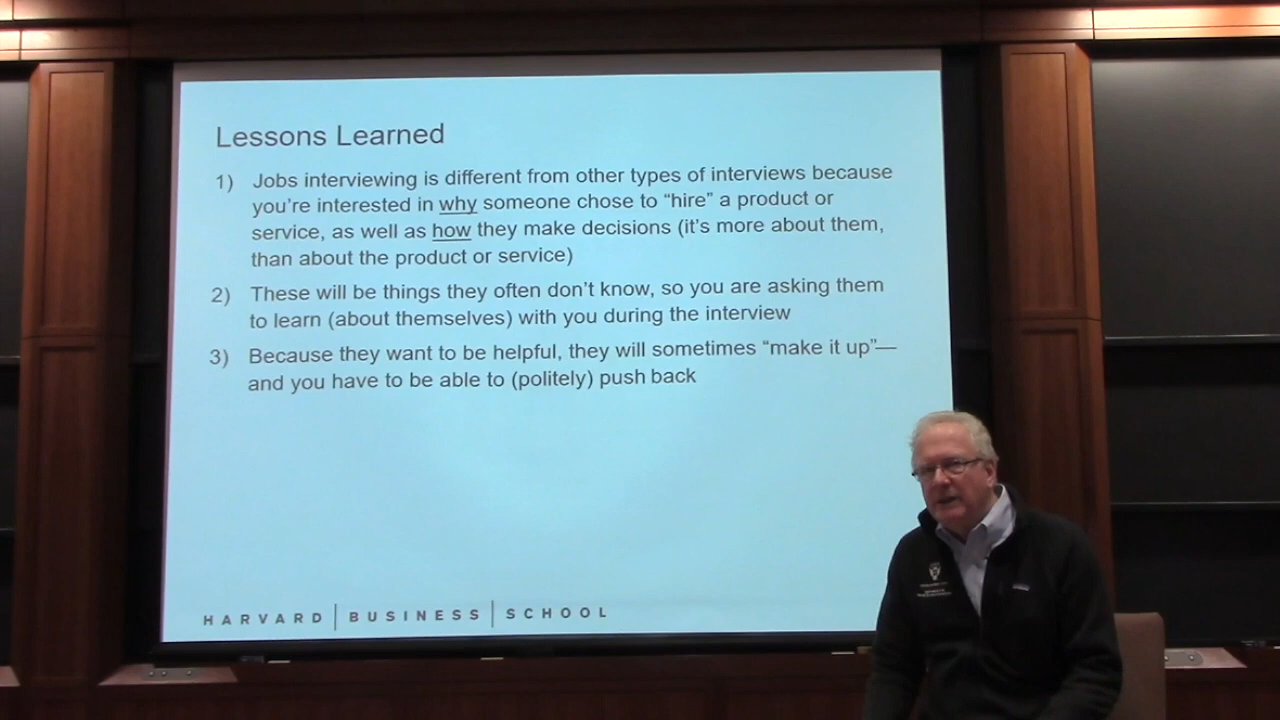 Lessons Learned
1) Jobs interviewing is different from other types of interviews because
you’re interested in why someone chose to “hire” a product or
service, as well as how they make decisions (it’s more about them,
than about the product or service)
2) These will be things they often don’t know, so you are asking them
to learn (about themselves) with you during the interview
3) Because they want to be helpful, they will sometimes “make it up”—
and you have to be able to (politely) push back
HARVARD | BUSINESS | SCHOOL